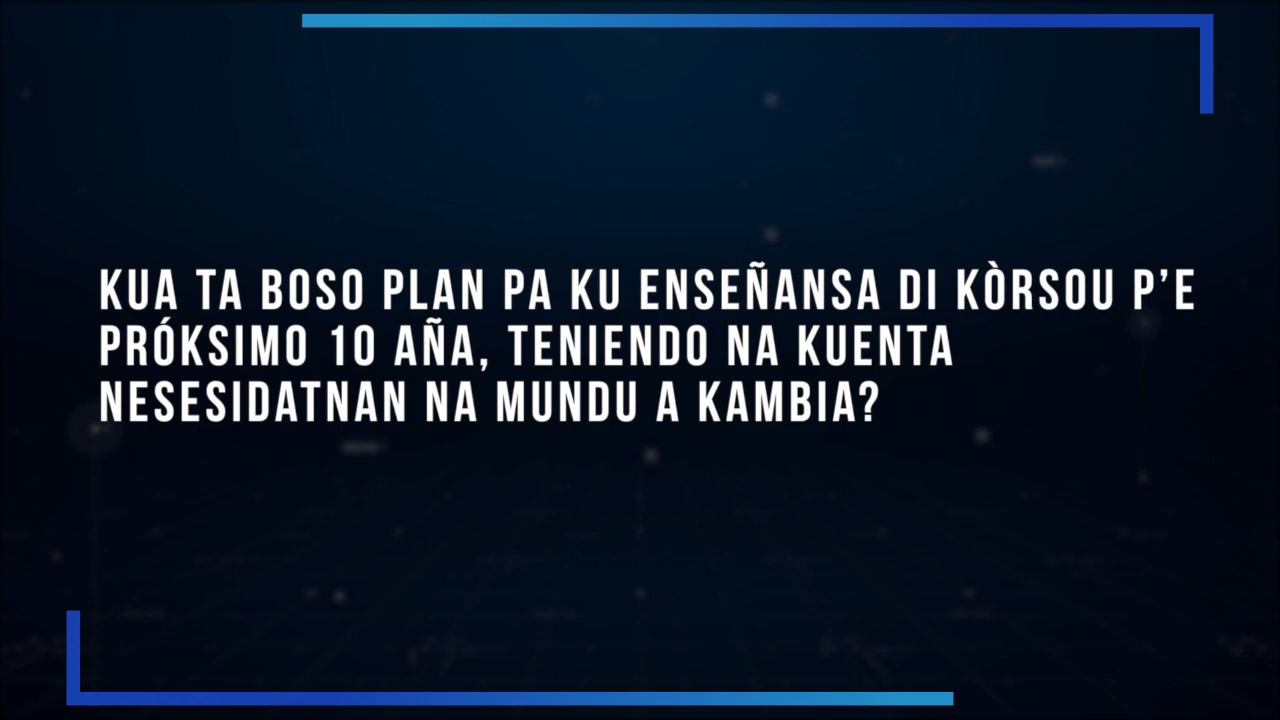 KUA TA BOSO PLAN PA KU ENSEÑANSA DI KÒRSOU P’E
PRÓKSIMO 10 AÑA, TENIENDO NA KUENTA
NESESIDATNAN NA MUNDU A KAMBIA?